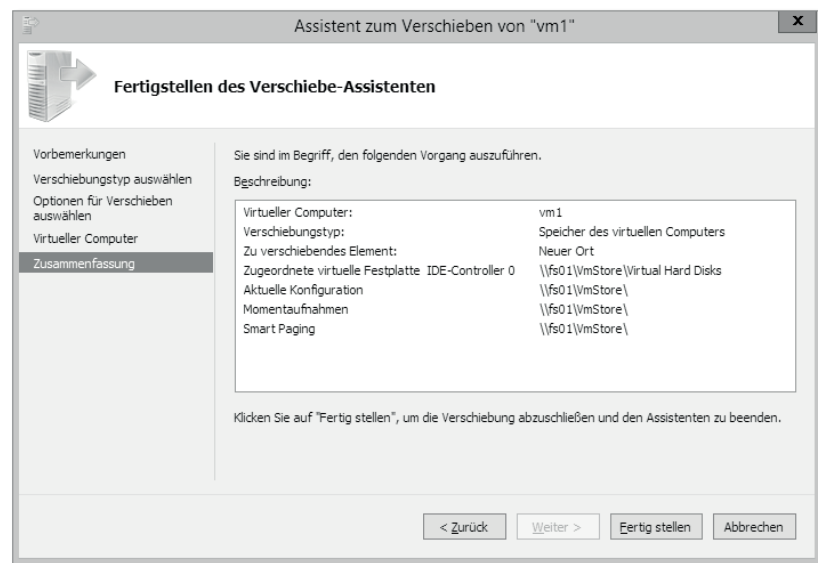 Assistent zum Verschieben von "vm1"
x
Fertigstellen des Verschiebe-Assistenten
Vorbemerkungen
Verschiebungstyp auswählen
Optionen für Verschieben
auswählen
Virtueller Computer
Zusammenfassung
Sie sind im Begriff, den folgenden Vorgang auszuführen.
Beschreibung:
Virtueller Computer: vm1
Verschiebungstyp: Speicher des virtuellen Computers
Zu verschiebendes Element: Neuer Ort
Zugeordnete virtuelle Festplatte IDE-Controller 0 \\fs01\VmStore\Virtual Hard Disks
Aktuelle Konfiguration \\fs01\VmStore\
Momentaufnahmen \\fs01\VmStore\
Smart Paging \\fs01\VmStore\
Klicken Sie auf "Fertig stellen", um die Verschiebung abzuschließen und den Assistenten zu beenden.
< Zurück Weiter > Fertig stellen Abbrechen